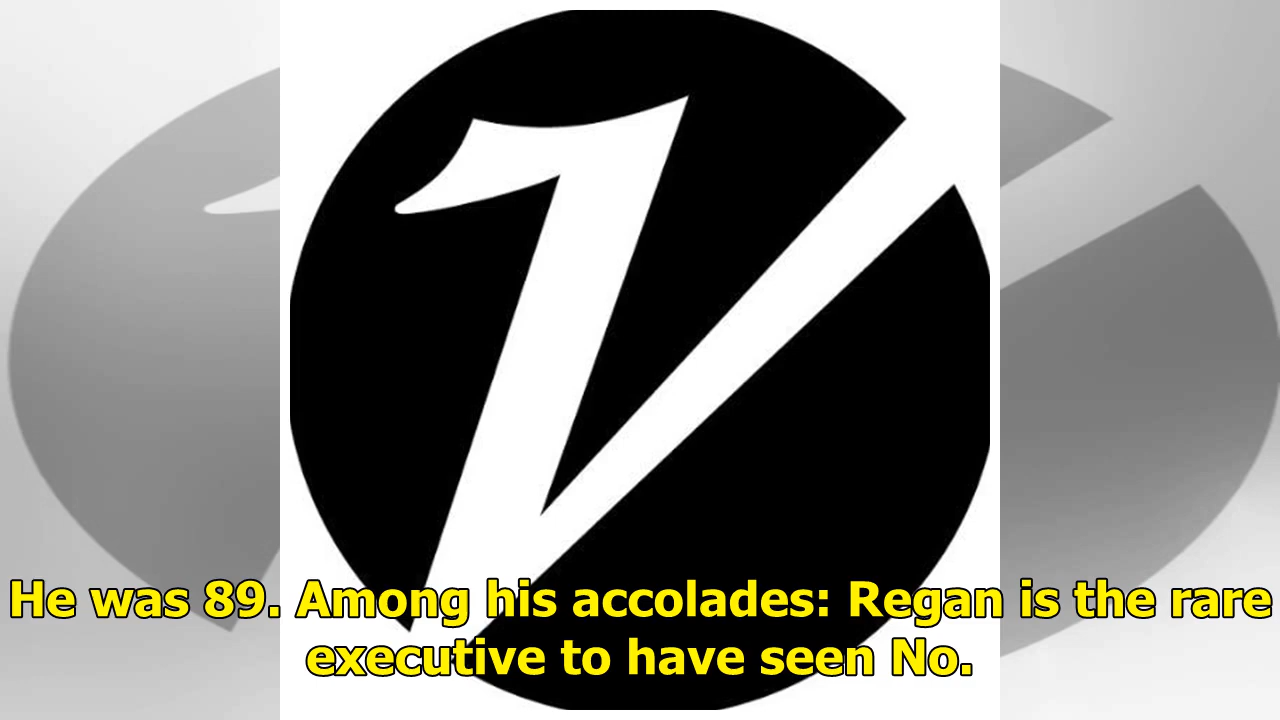 He was 89. Among his accolades: Regan is the rare
executive to have seen No.